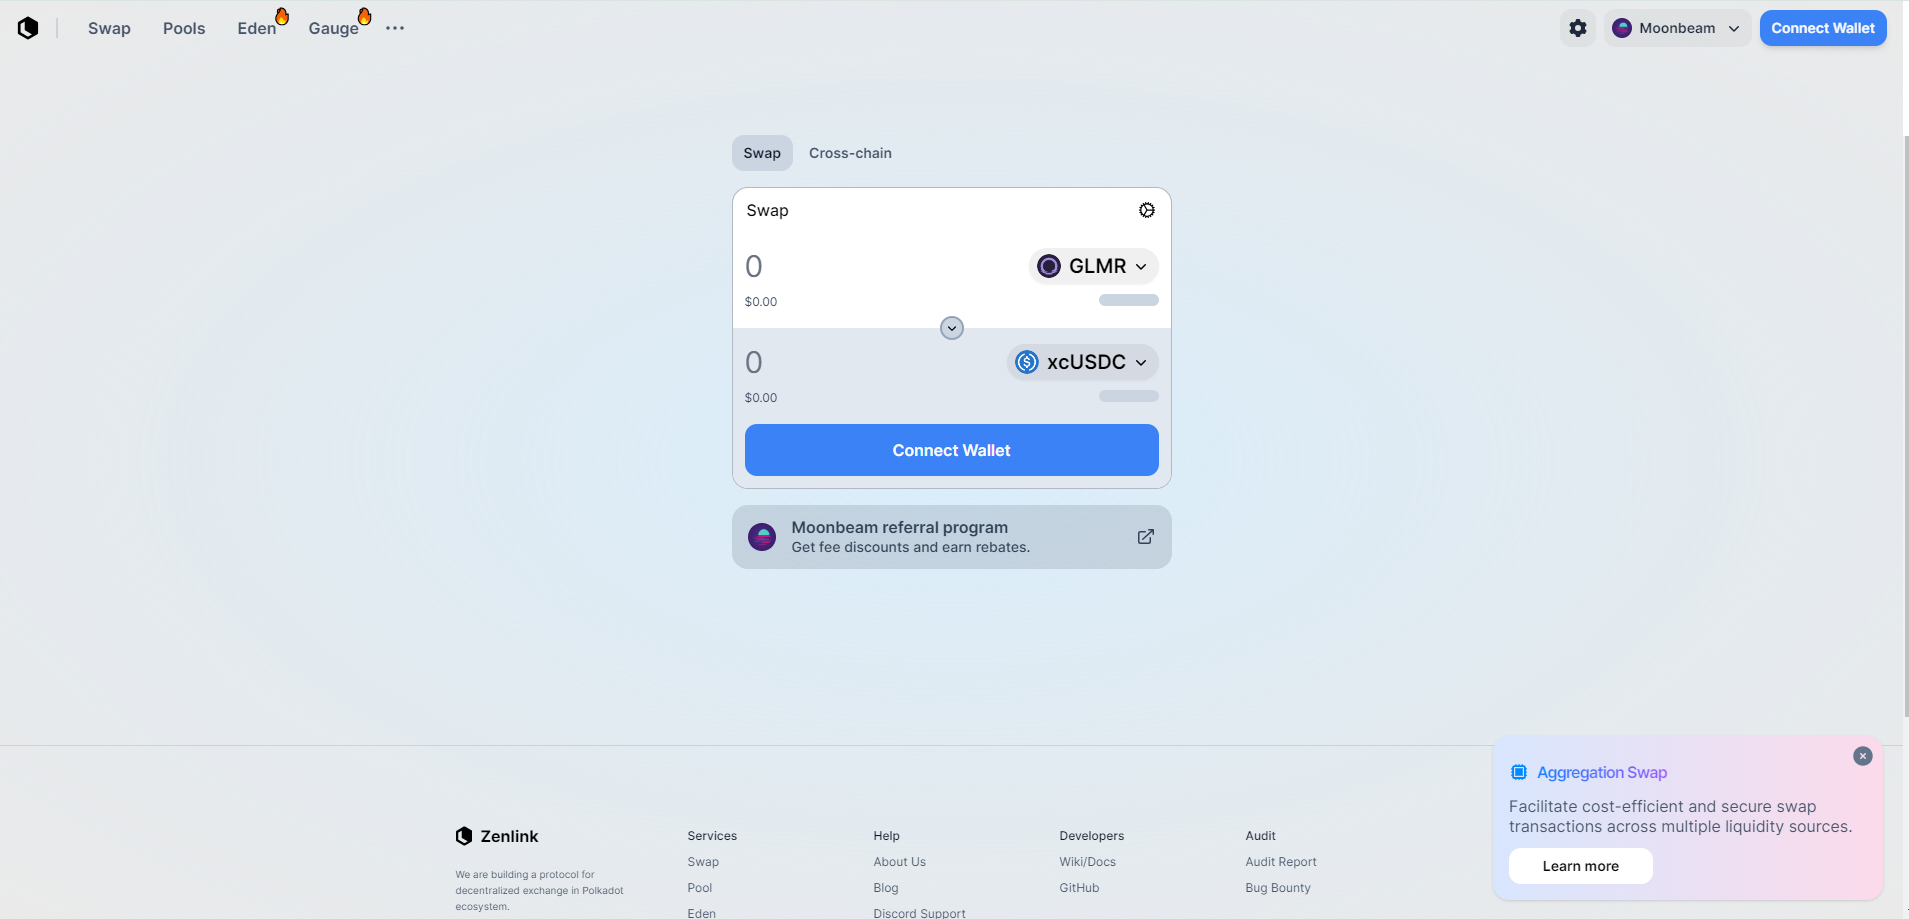 Swap
Pools
Eden
Gauge
Moonbeam
Connect Wallet
Swap
Cross-chain
Swap
0
GLMR
$0.00
0
xcUSDC
$0.00
Connect Wallet
Moonbeam referral program
Get fee discounts and earn rebates.
Aggregation Swap
Facilitate cost-efficient and secure swap
transactions across multiple liquidity sources.
Learn more
Zenlink
We are building a protocol for
decentralized exchange in Polkadot
ecosystem.
Services
Swap
Pool
Eden
Help
About Us
Blog
Discord Support
Developers
Wiki/Docs
GitHub
Audit
Audit Report
Bug Bounty